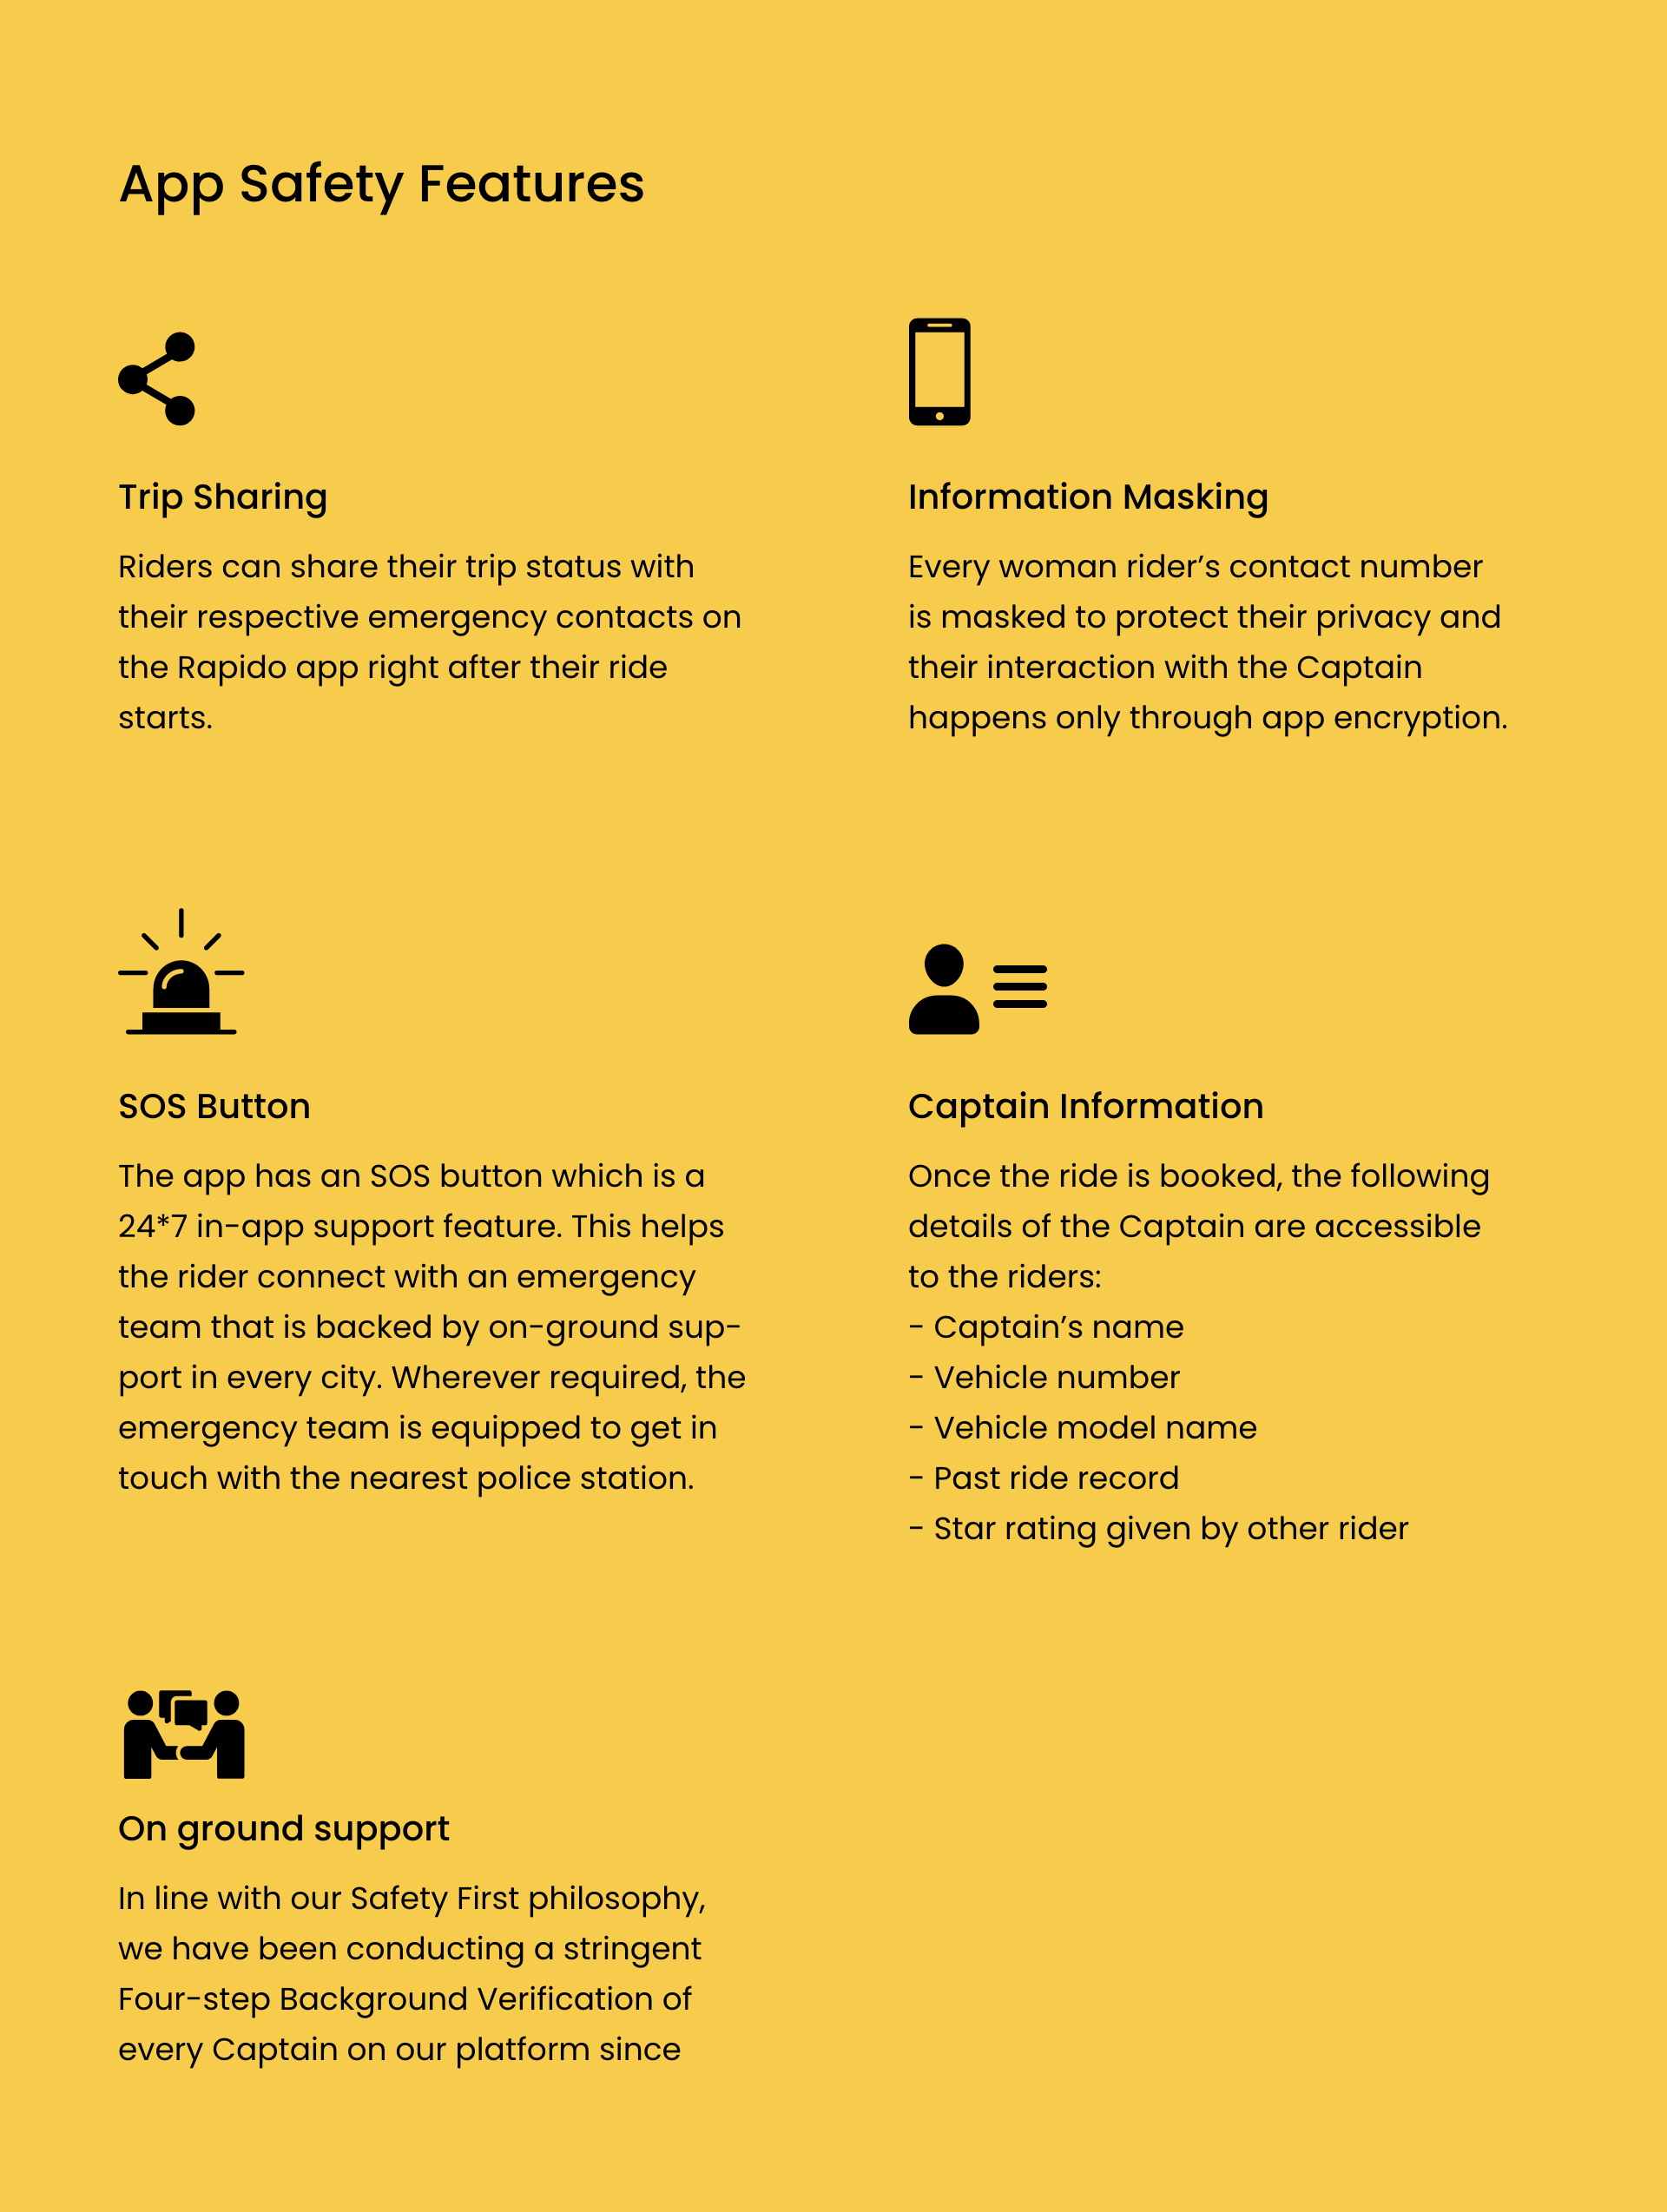 App Safety Features
Trip Sharing
Riders can share their trip status with
their respective emergency contacts on
the Rapido app right after their ride
starts.
Information Masking
Every woman rider’s contact number
is masked to protect their privacy and
their interaction with the Captain
happens only through app encryption.
SOS Button
The app has an SOS button which is a
24*7 in-app support feature. This helps
the rider connect with an emergency
team that is backed by on-ground sup-
port in every city. Wherever required, the
emergency team is equipped to get in
touch with the nearest police station.
Captain Information
Once the ride is booked, the following
details of the Captain are accessible
to the riders:
- Captain’s name
- Vehicle number
- Vehicle model name
- Past ride record
- Star rating given by other rider
On ground support
In line with our Safety First philosophy,
we have been conducting a stringent
Four-step Background Verification of
every Captain on our platform since